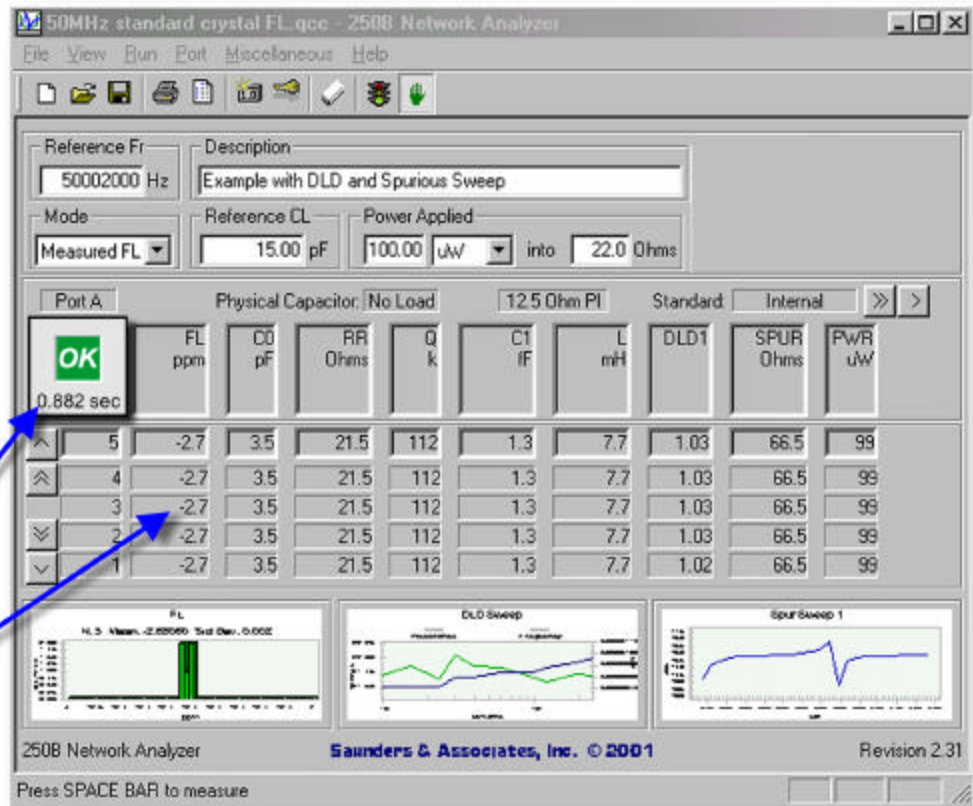 50MHz standard crystal FL.qcc - 250B Network Analyzer
File View Run Port Miscellaneous Help
Reference Fr Description
50002000 Hz Example with DLD and Spurious Sweep
Mode Reference CL Power Applied
Measured FL 15.00 pF 100.00 uW into 22.0 Ohms
Port A Physical Capacitor: No Load 12.5 Ohm PI Standard: Internal >> >
OK FL C0 RR Q C1 L DLD1 SPUR PWR
ppm pF Ohms k fF mH Ohms uW
0.882 sec
5 -2.7 3.5 21.5 112 1.3 7.7 1.03 66.5 99
4 -2.7 3.5 21.5 112 1.3 7.7 1.03 66.5 99
3 -2.7 3.5 21.5 112 1.3 7.7 1.03 66.5 99
2 -2.7 3.5 21.5 112 1.3 7.7 1.03 66.5 99
1 -2.7 3.5 21.5 112 1.3 7.7 1.02 66.5 99
FL DLD Sweep Spur Sweep 1
Std Dev. 0.002
250B Network Analyzer Saunders & Associates, Inc. © 2001 Revision 2.31
Press SPACE BAR to measure